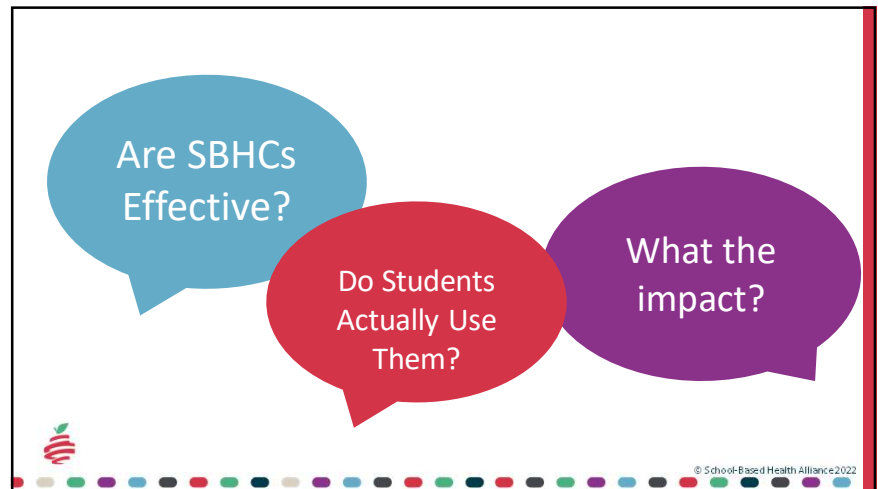 Are SBHCs
Effective?
Do Students
Actually Use
Them?
What the
impact?
© School-Based Health Alliance 2022